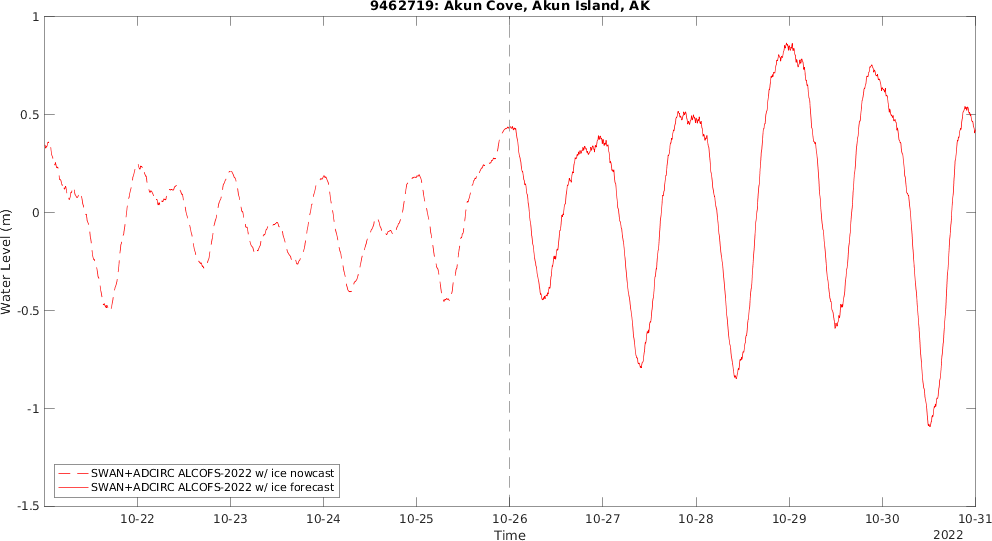 9462719: Akun Cove, Akun Island, AK
Water Level (m)
1
0.5
0
-0.5
-1
-1.5
SWAN+ADCIRC ALCOFS-2022 w/ ice nowcast
SWAN+ADCIRC ALCOFS-2022 w/ ice forecast
10-22 10-23 10-24 10-25 10-26 10-27 10-28 10-29 10-30 10-31
Time
2022